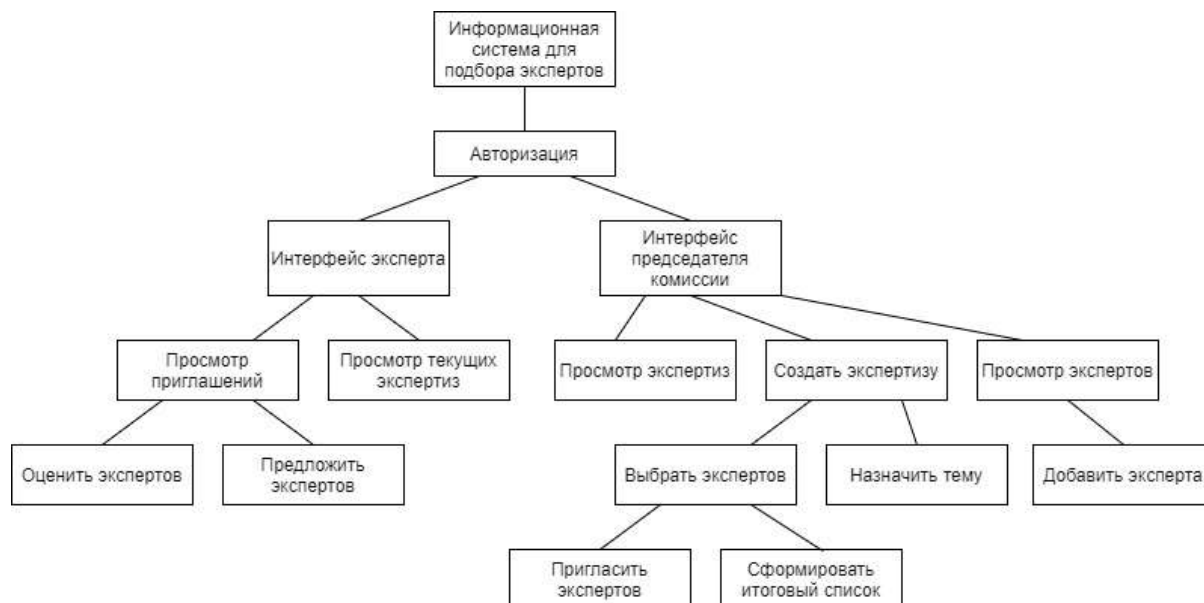 Информационная
система для
подбора экспертов
Авторизация
Интерфейс эксперта
Интерфейс
председателя
комиссии
Просмотр
приглашений
Просмотр текущих
экспертиз
Просмотр экспертиз
Создать экспертизу
Просмотр экспертов
Оценить экспертов
Предложить
экспертов
Выбрать экспертов
Назначить тему
Добавить эксперта
Пригласить
экспертов
Сформировать
итоговый список